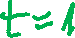 t = 1